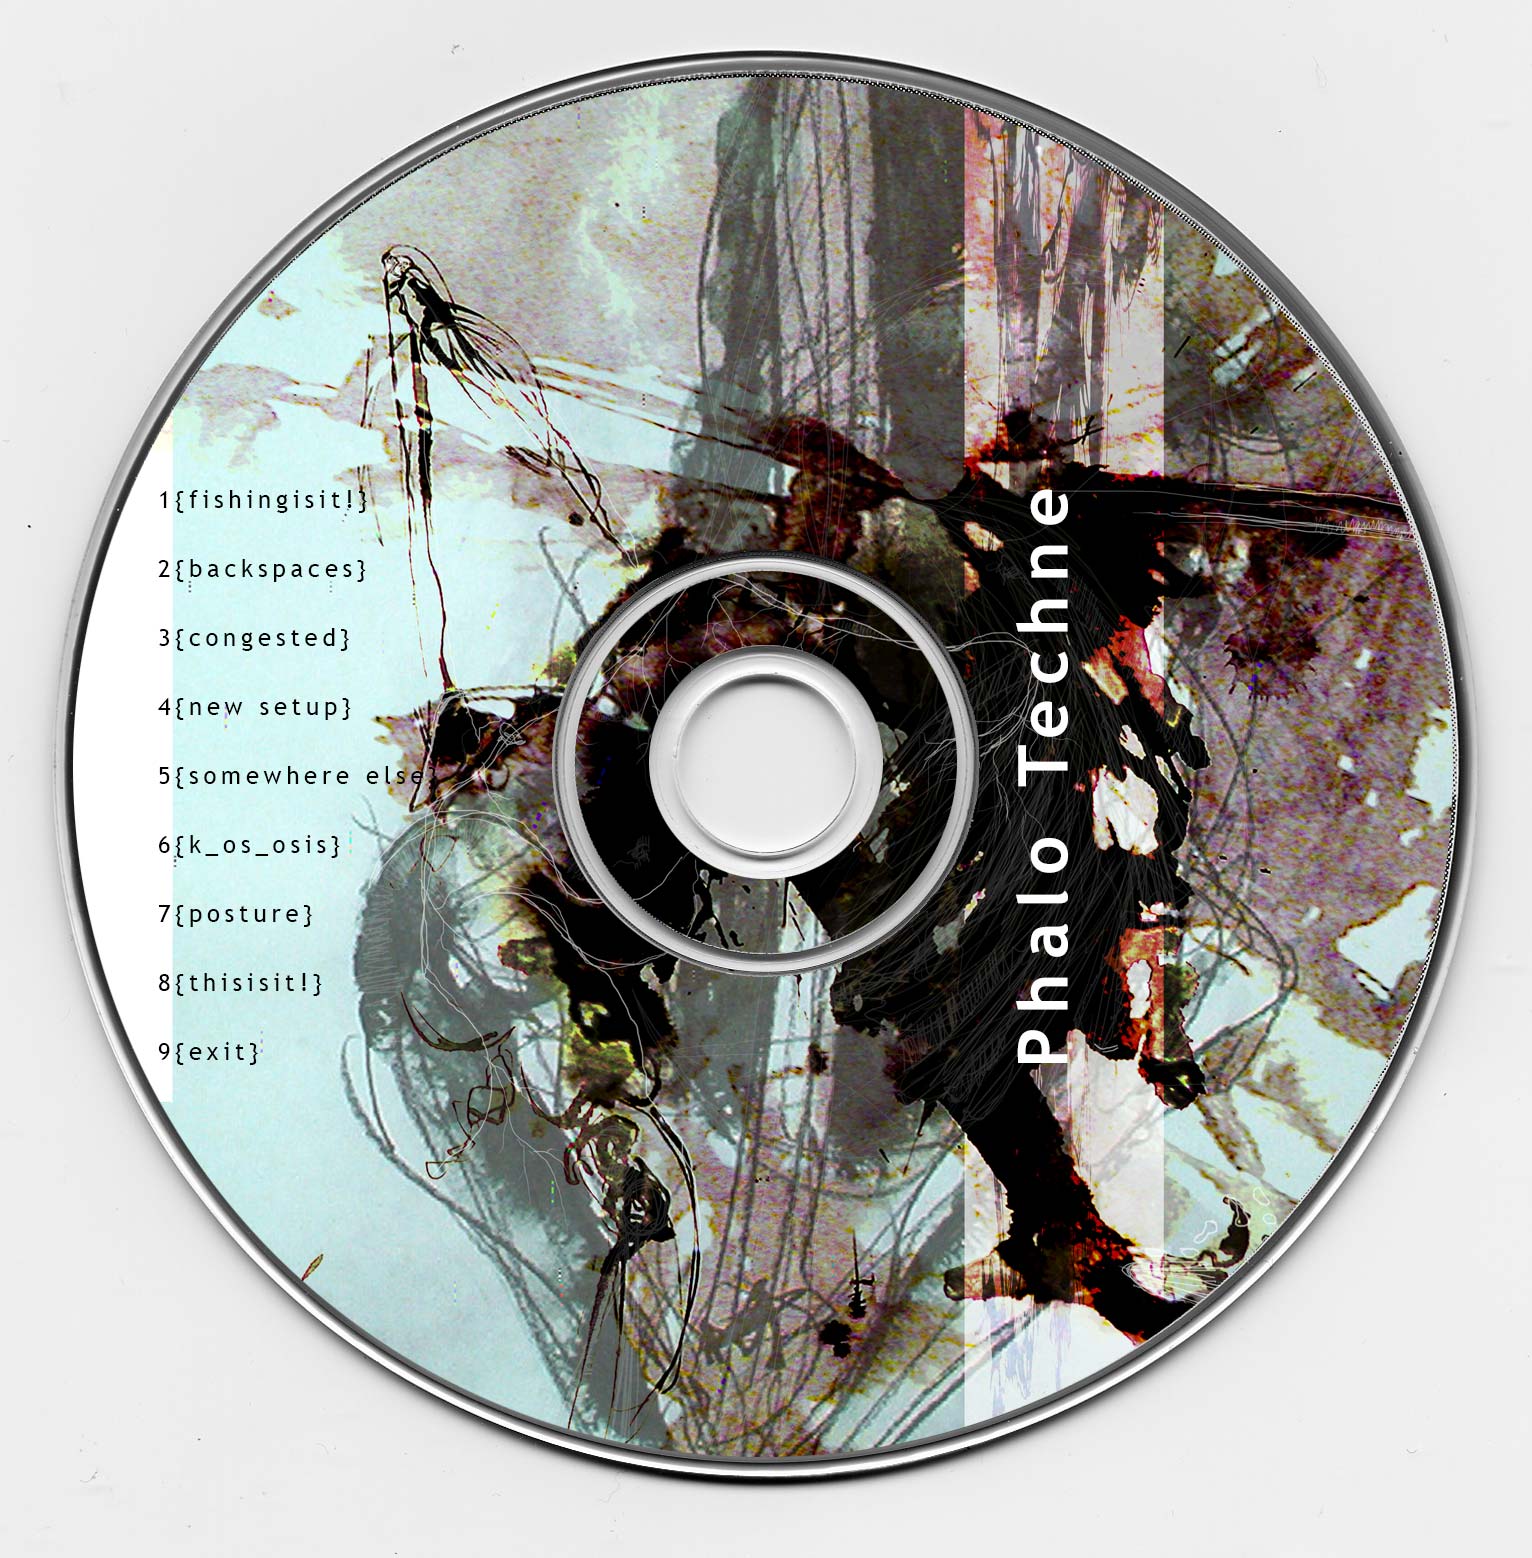 1{fishingisit!}
2{backspaces}
3{congested}
4{new setup}
5{somewhere else}
6{k_os_osis}
7{posture}
8{thisisit!}
9{exit}
Phalo Techne